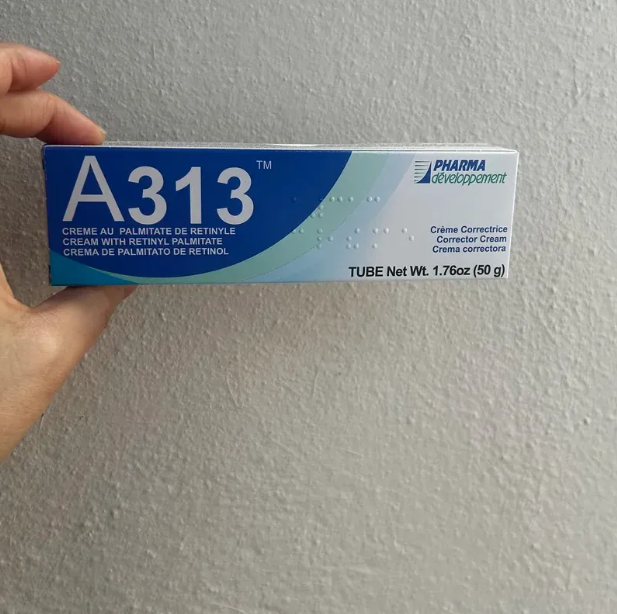 A313™
CREME AU PALMITATE DE RETINYLE
CREAM WITH RETINYL PALMITATE
CREMA DE PALMITATO DE RETINOL
PHARMA
développement
Crème Correctrice
Corrector Cream
Crema correctora
TUBE Net Wt. 1.76oz (50 g)